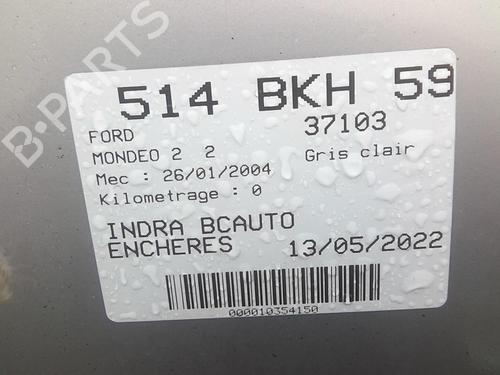 B-PARTS
514 BKH 59
FORD 37103
MONDEO 2 2 Gris clair
Mec : 26/01/2004
Kilometrage : 0
INDRA BCAUTO
ENCHERES 13/05/2022
000010354150